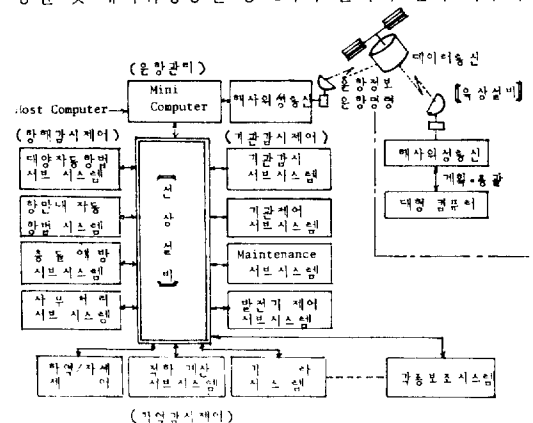 (운항관리)
Mini
Computer
해사위성통신
데이터통신
운항정보
운항명령
[육상설비]
Host Computer
해사위성통신
계획·통괄
대형 컴퓨터
(항해감시제어)
(기관감시제어)
대양자동항법
서브 시스템
항만내 자동
항법 시스템
충돌예방
서브시스템
사무처리
서브 시스템
[선상설비]
기관감시
서브시스템
기관제어
서브시스템
Maintenance
서브시스템
발전기 제어
서브시스템
하역/자세
제 어
적하 계산
서브시스템
기 타
시 스 템
각종보조시스템
(하역감시제어)